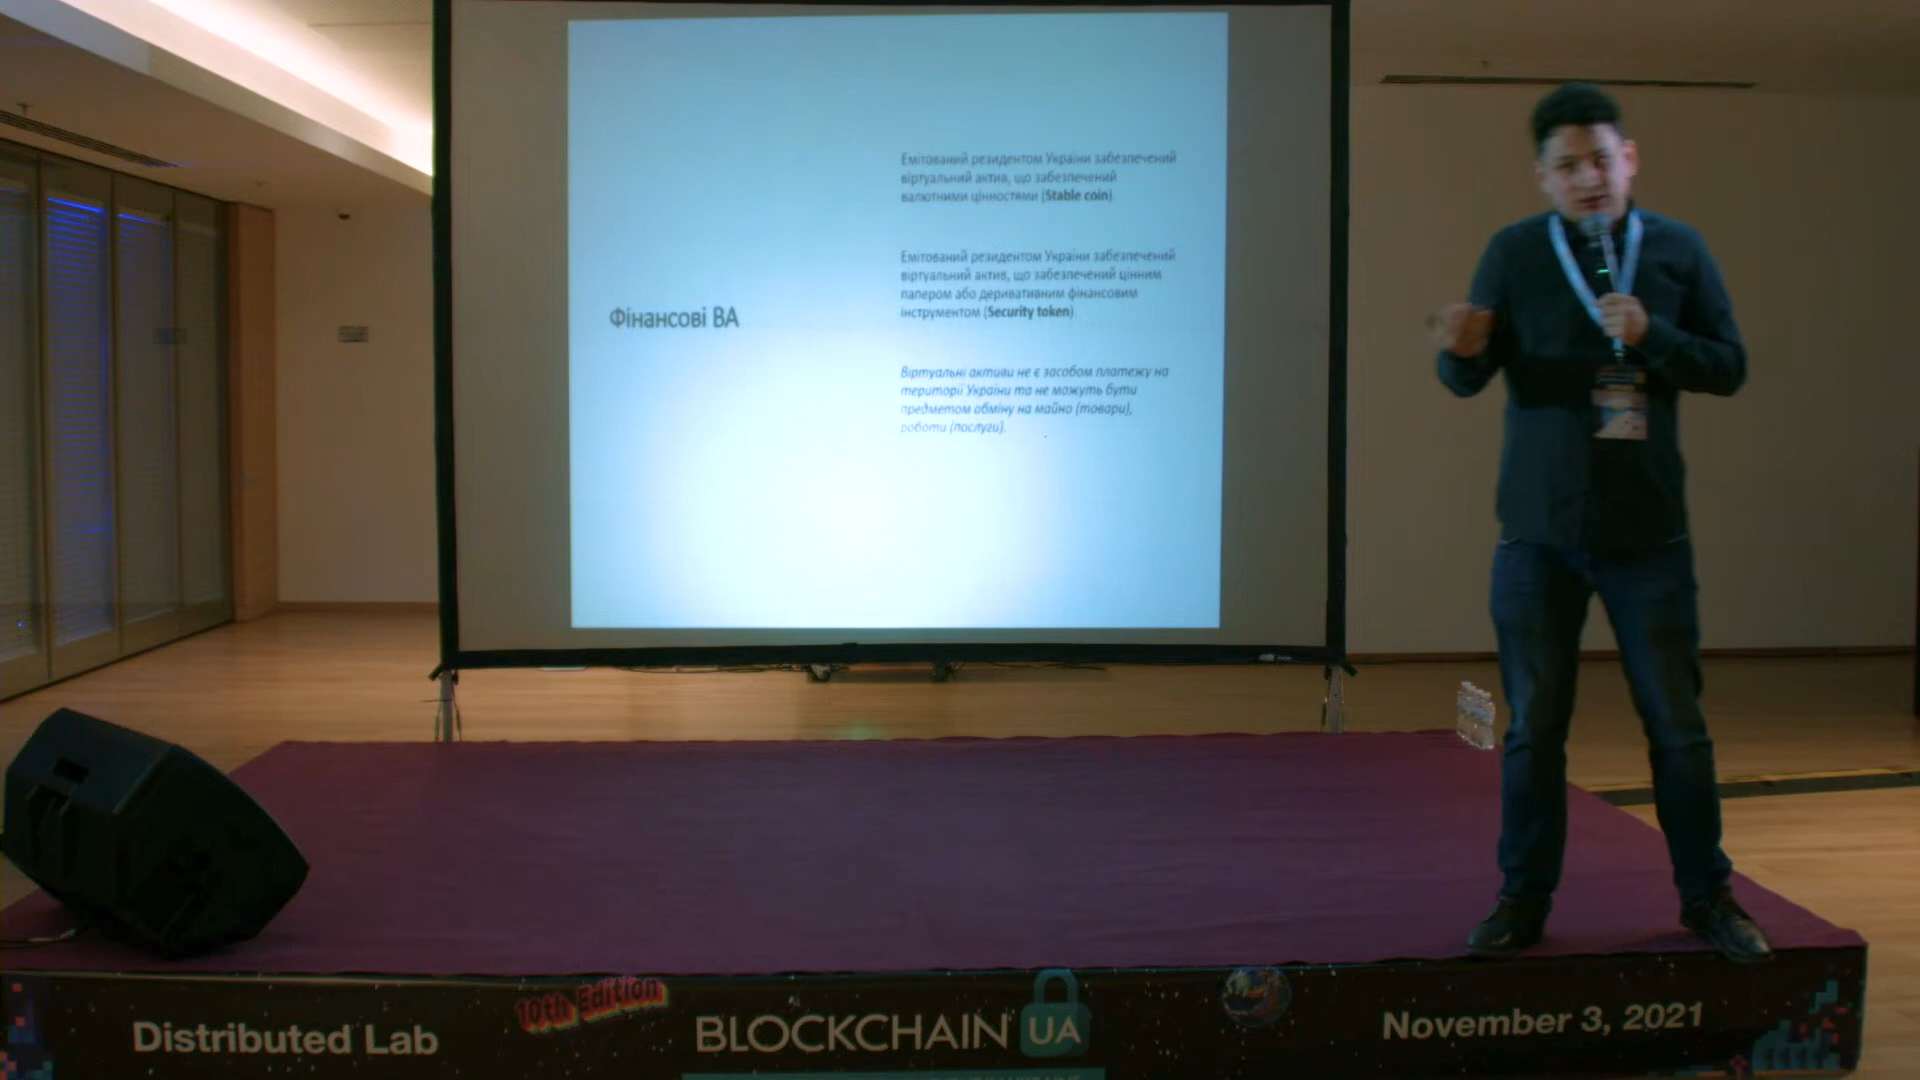 Емітований резидентом України забезпечений
віртуальний актив, що забезпечений
валютними цінностями (Stable coin).
Фінансові ВА
Емітований резидентом України забезпечений
віртуальний актив, що забезпечений цінним
папером або деривативним фінансовим
інструментом (Security token).
Віртуальні активи не є засобом платежу на
території України та не можуть бути
предметом обміну на майно (товари),
роботи (послуги).
Distributed Lab
10th Edition
BLOCKCHAIN UA
November 3, 2021